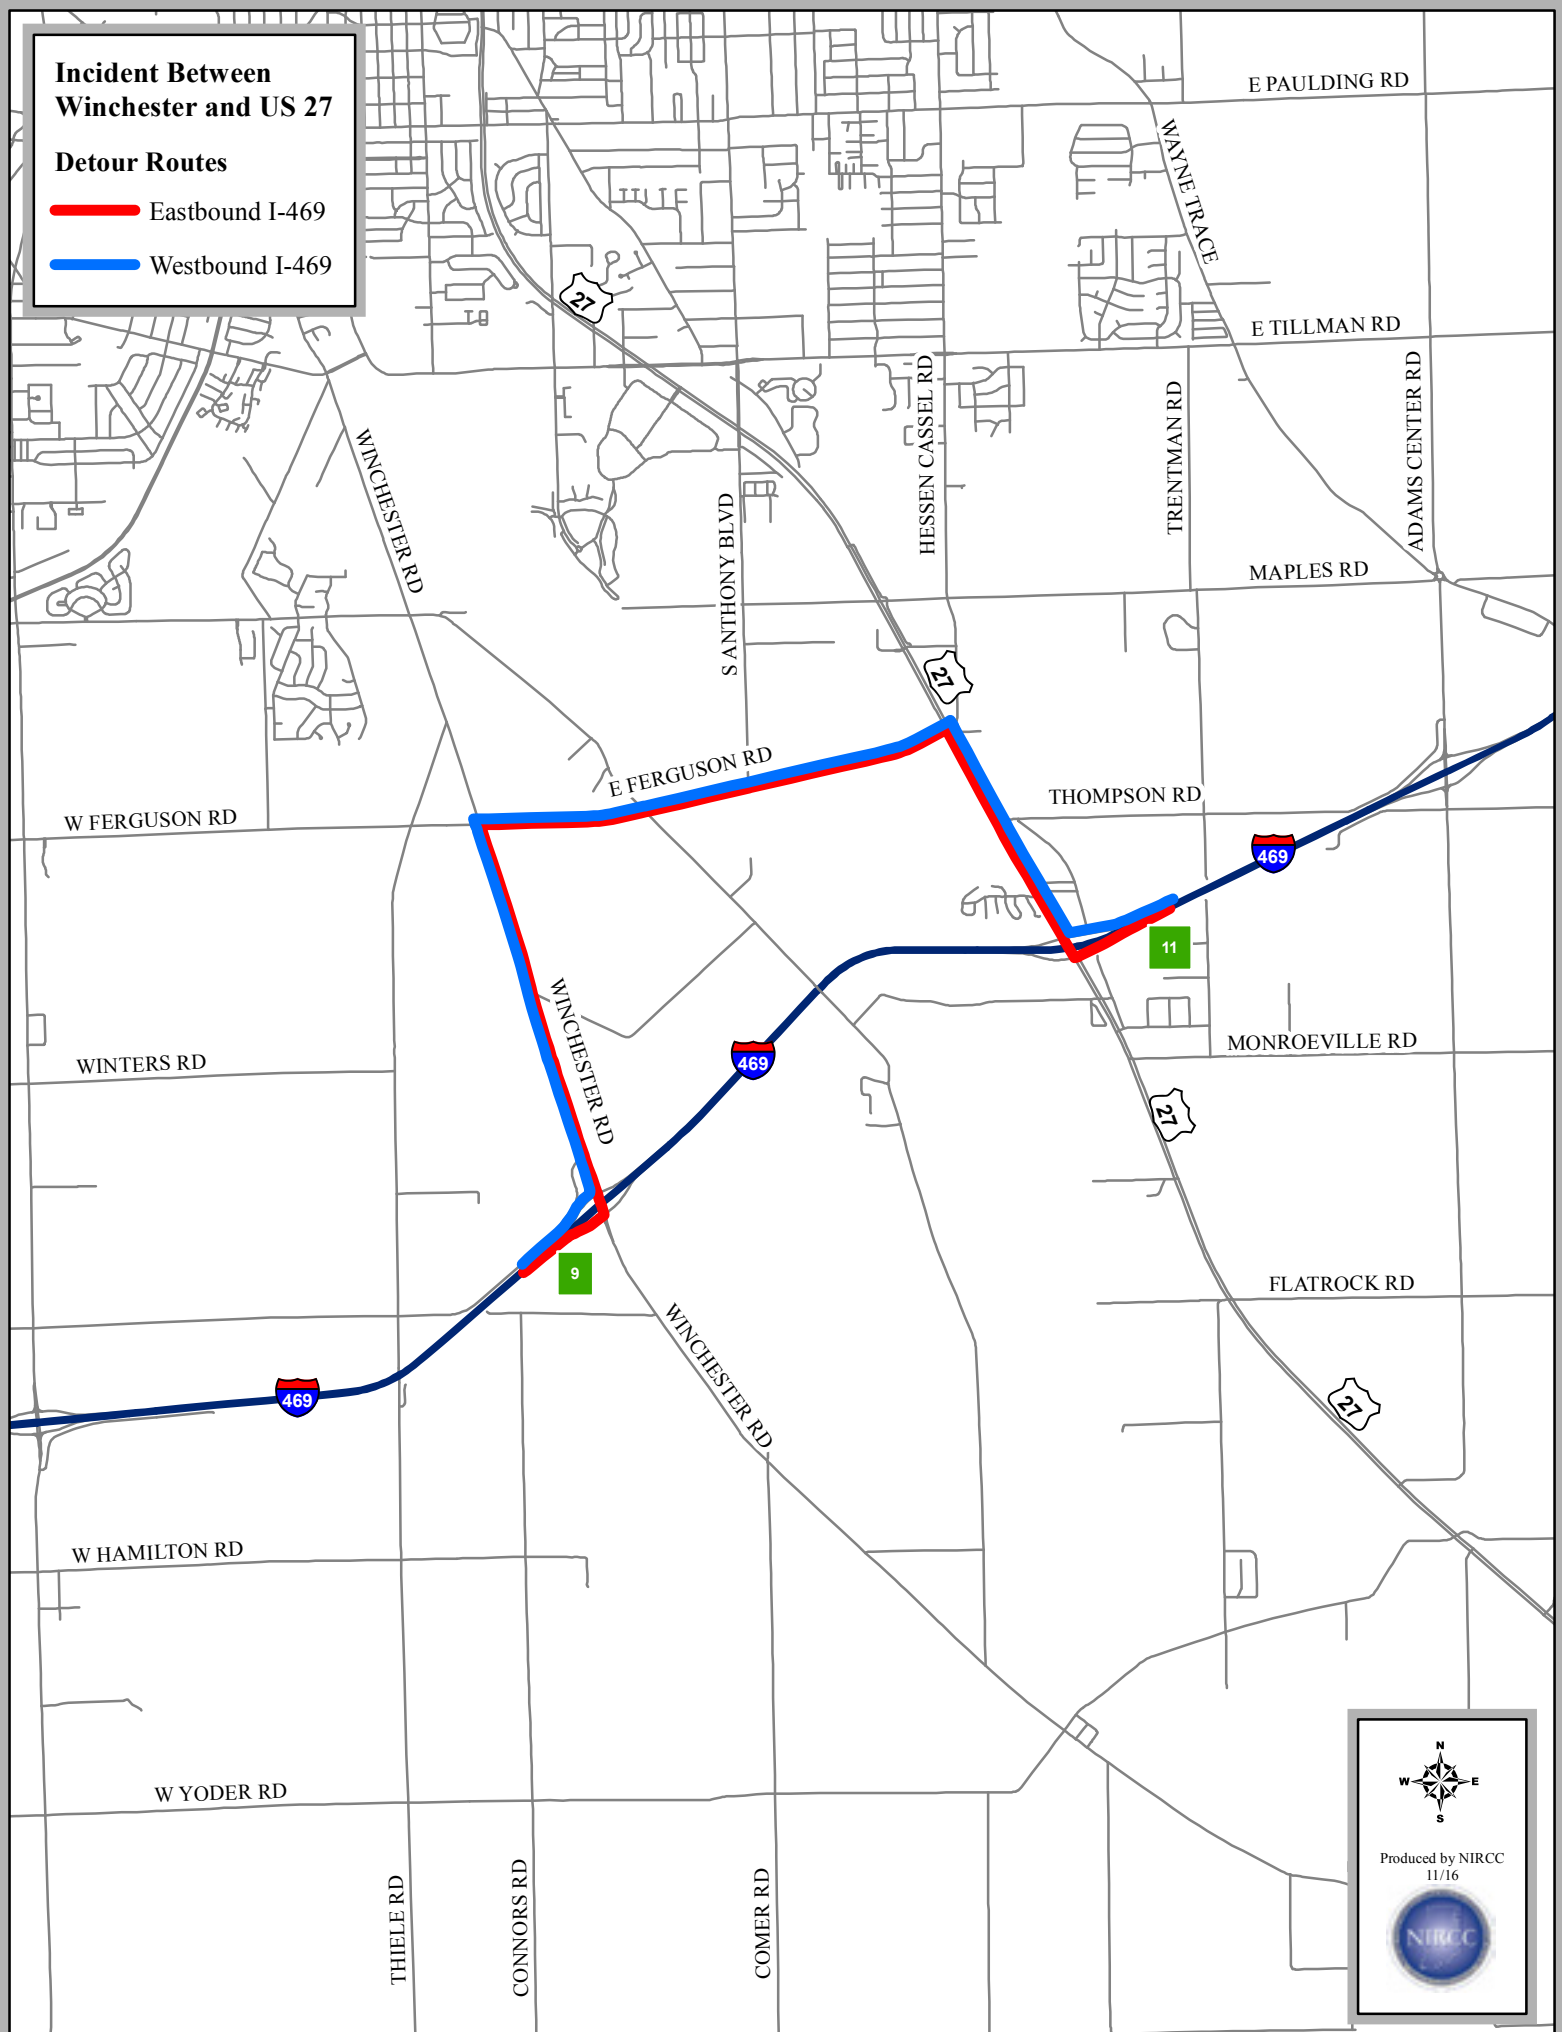 Incident Between
Winchester and US 27
Detour Routes
Eastbound I-469
Westbound I-469
E PAULDING RD
WAYNE TRACE
27
E TILLMAN RD
WINCHESTER RD
S ANTHONY BLVD
HESSEN CASSEL RD
TRENTMAN RD
ADAMS CENTER RD
MAPLES RD
27
E FERGUSON RD
W FERGUSON RD
THOMPSON RD
469
11
WINCHESTER RD
469
MONROEVILLE RD
WINTERS RD
27
9
FLATROCK RD
WINCHESTER RD
469
27
W HAMILTON RD
W YODER RD
THIELE RD
CONNORS RD
COMER RD
N
W E
S
Produced by NIRCC
11/16
NIRCC